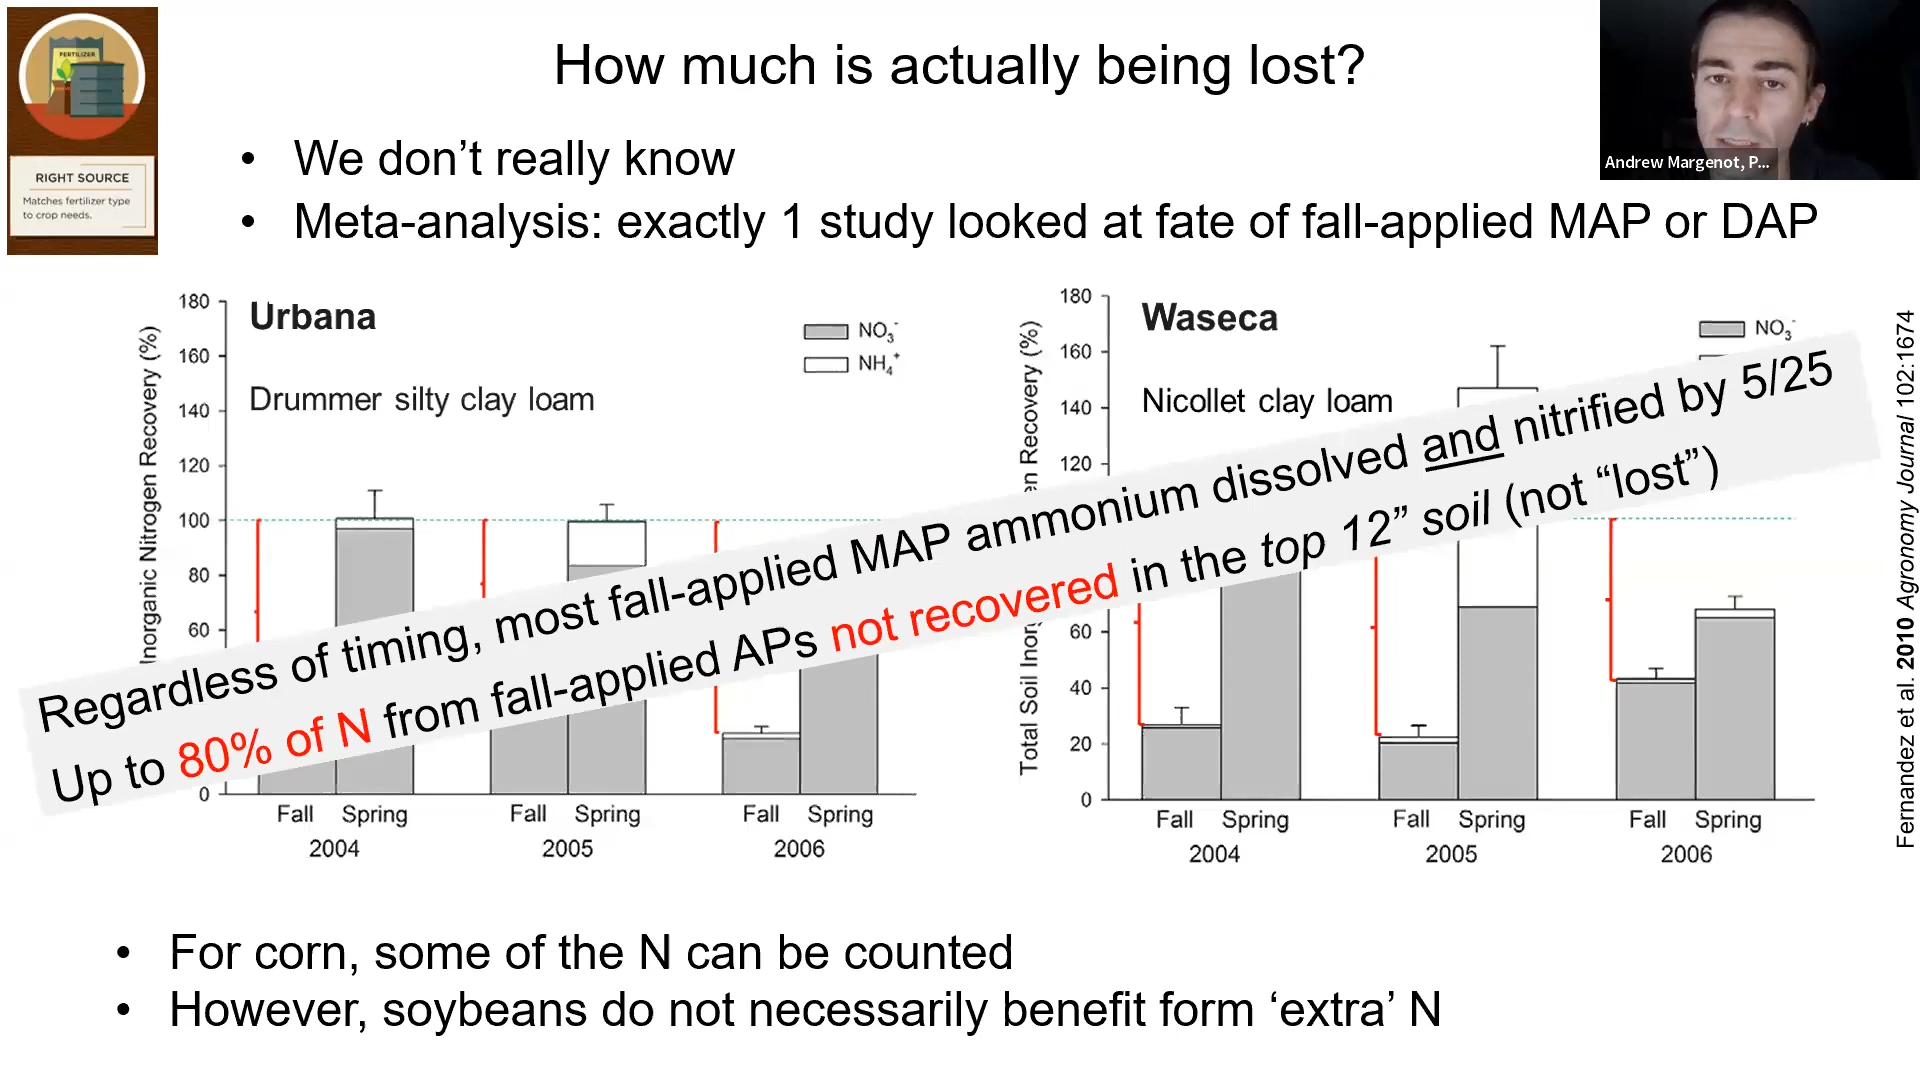 FERTILIZER
RIGHT SOURCE
Matches fertilizer type
to crop needs.
How much is actually being lost?
• We don’t really know
• Meta-analysis: exactly 1 study looked at fate of fall-applied MAP or DAP
Andrew Margenot, P...
Urbana
Drummer silty clay loam
NO3-
NH4+
Inorganic Nitrogen Recovery (%)
180
160
140
120
100
80
60
0
Fall Spring Fall Spring Fall Spring
2004 2005 2006
Waseca
Nicollet clay loam
NO3-
Total Soil Inor
n Recovery (%)
180
160
140
120
60
40
20
0
Fall Spring Fall Spring Fall Spring
2004 2005 2006
Regardless of timing, most fall-applied MAP ammonium dissolved and nitrified by 5/25
Up to 80% of N from fall-applied APs not recovered in the top 12” soil (not “lost”)
Fernandez et al. 2010 Agronomy Journal 102:1674
• For corn, some of the N can be counted
• However, soybeans do not necessarily benefit form ‘extra’ N